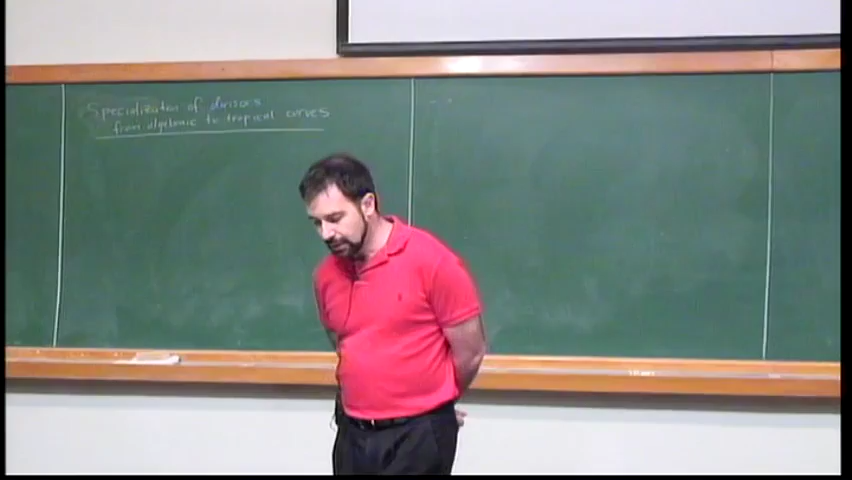 Specialization of divisors
from algebraic to tropical curves